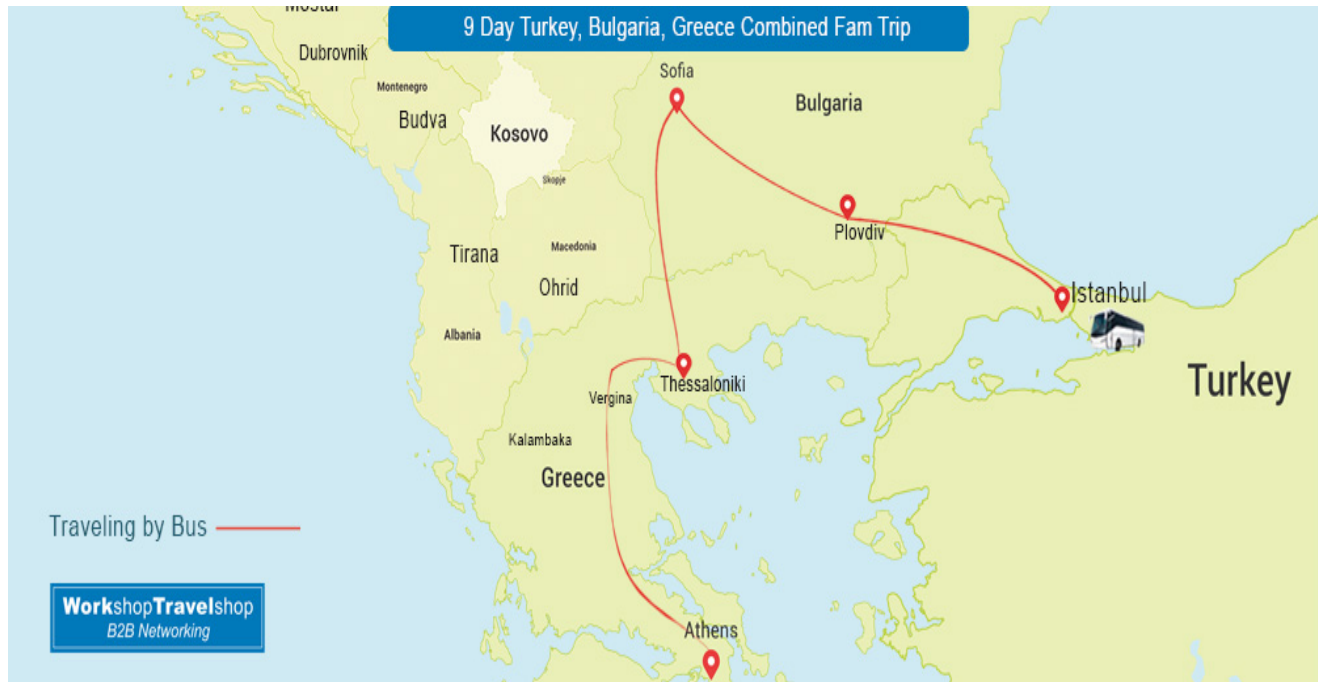 Mostar
9 Day Turkey, Bulgaria, Greece Combined Fam Trip
Dubrovnik
Sofia
Montenegro
Bulgaria
Budva
Kosovo
Skopje
Plovdiv
Tirana
Macedonia
Ohrid
Istanbul
Albania
Thessaloniki
Turkey
Vergina
Kalambaka
Greece
Traveling by Bus
WorkshopTravelshop
B2B Networking
Athens